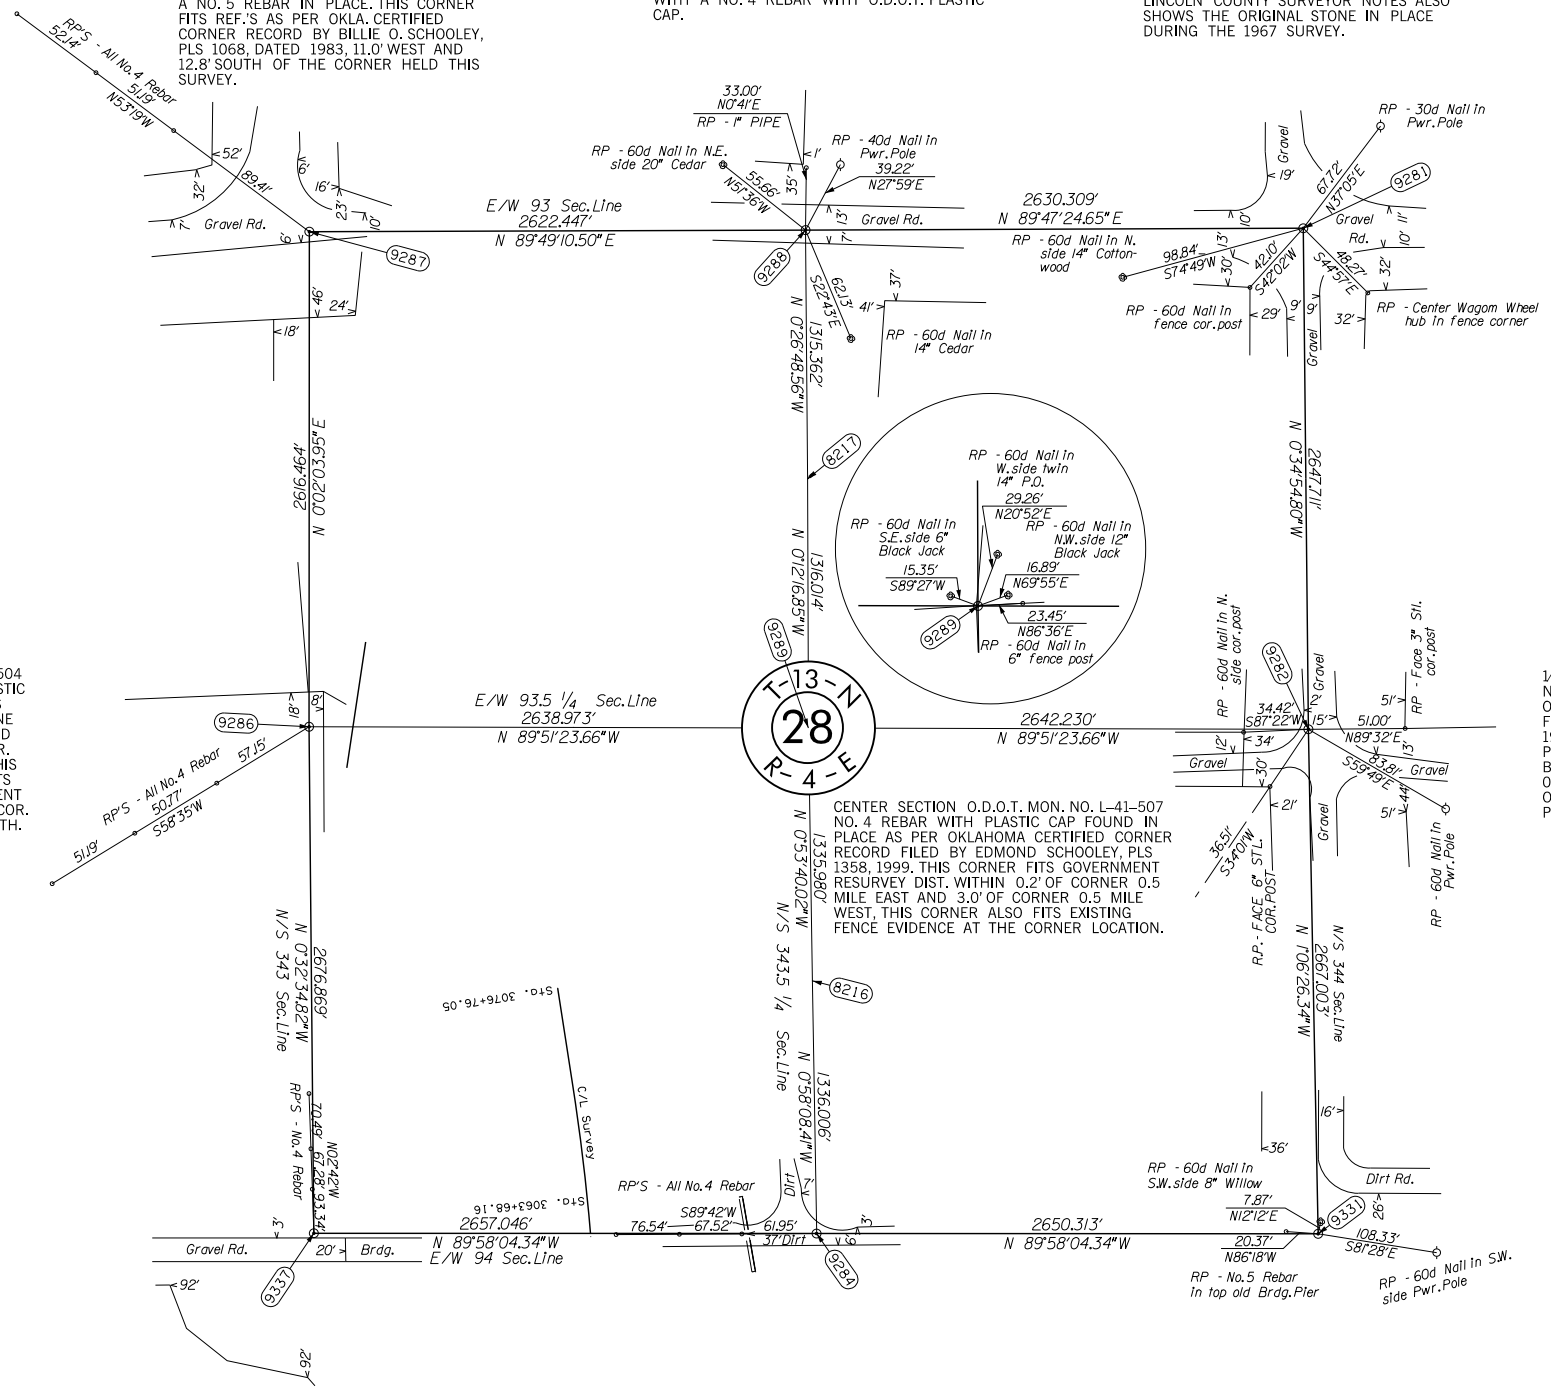 A NO. 5 REBAR IN PLACE. THIS CORNER
FITS REF.'S AS PER OKLA. CERTIFIED
CORNER RECORD BY BILLIE O. SCHOOLEY,
PLS 1068, DATED 1983, 11.0' WEST AND
12.8' SOUTH OF THE CORNER HELD THIS
SURVEY.
WITH A NO. 4 REBAR WITH O.D.O.T. PLASTIC
CAP.
LINCOLN COUNTY SURVEYOR NOTES ALSO
SHOWS THE ORIGINAL STONE IN PLACE
DURING THE 1967 SURVEY.
RP'S - All No.4 Rebar
52.14'
51.19'
N53°19'W
89.41'
52'
32'
7'
Gravel Rd.
6'
6'
16'
23'
10'
9287
46'
24'
18'
E/W 93 Sec.Line
2622.447'
N 89°49'10.50" E
33.00'
N0°41'E
RP - 1" PIPE
RP - 60d Nail in N.E.
side 20" Cedar
55.66'
N51°36'W
1'
35'
RP - 40d Nail in
Pwr.Pole
39.22'
N27°59'E
13'
7'
Gravel Rd.
9288
62.13'
S22°43'E
37'
41'
RP - 60d Nail in
14" Cedar
2630.309'
N 89°47'24.65" E
RP - 60d Nail in N.
side 14" Cotton-
wood
98.84'
S74°49'W
RP - 30d Nail in
Pwr.Pole
67.72'
N37°05'E
9281
Gravel
19'
10'
11'
Gravel
Rd.
10'
13'
30'
42.10'
S42°02'W
48.27'
S44°57'E
32'
RP - 60d Nail in
fence cor.post
29'
9'
9'
32'
Gravel
RP - Center Wagom Wheel
hub in fence corner
2616.464'
N 0°02'03.95" E
1315.362'
N 0°26'48.56" W
8217
1316.014'
N 0°12'16.85" W
2647.711'
N 0°34'54.80" W
RP - 60d Nail in
W.side twin
14" P.O.
29.26'
N20°52'E
RP - 60d Nail in
S.E.side 6"
Black Jack
15.35'
S89°27'W
RP - 60d Nail in
N.W.side 12"
Black Jack
16.89'
N69°55'E
9289
23.45'
N86°36'E
RP - 60d Nail in
6" fence post
9289
T-13-N
28
R-4-E
504
STIC
NE
D
R.
HIS
TS
ENT
COR.
TH.
18'
8'
9286
57.15'
RP'S - All No.4 Rebar
50.77'
S58°35'W
51.19'
E/W 93.5 1/4 Sec.Line
2638.973'
N 89°51'23.66" W
2642.230'
N 89°51'23.66" W
RP - 60d Nail in N.
side cor.post
9282
Gravel
2'
34.42'
S87°22'W
15'
51'
RP - Face 3" Stl.
cor.post
51.00'
N89°32'E
12'
34'
Gravel
30'
21'
83.81'
S59°49'E
13'
Gravel
44'
51'
Gravel
36.51'
S34°01'W
R.P.- FACE 6" STL.
COR.POST
RP - 60d Nail in
Pwr.Pole
CENTER SECTION O.D.O.T. MON. NO. L-41-507
NO. 4 REBAR WITH PLASTIC CAP FOUND IN
PLACE AS PER OKLAHOMA CERTIFIED CORNER
RECORD FILED BY EDMOND SCHOOLEY, PLS
1358, 1999. THIS CORNER FITS GOVERNMENT
RESURVEY DIST. WITHIN 0.2' OF CORNER 0.5
MILE EAST AND 3.0' OF CORNER 0.5 MILE
WEST, THIS CORNER ALSO FITS EXISTING
FENCE EVIDENCE AT THE CORNER LOCATION.
2676.869'
N 0°32'34.82" W
N/S 343 Sec.Line
1335.980'
N 0°53'40.02" W
N/S 343.5 1/4 Sec.Line
8216
1336.006'
N 0°58'08.41" W
2667.003'
N 1°06'26.34" W
N/S 344 Sec.Line
Sta. 3076+76.05
C/L Survey
Sta. 3063+68.16
RP'S - No.4 Rebar
70.49' 67.28' 93.34'
N02°42'W
3'
Gravel Rd.
20'
Brdg.
9337
92'
92'
2657.046'
N 89°58'04.34" W
E/W 94 Sec.Line
RP'S - All No.4 Rebar
S89°42'W
76.54'
67.52'
61.95'
37'
Dirt
Dirt
7'
3'
6'
9284
2650.313'
N 89°58'04.34" W
16'
36'
RP - 60d Nail in
S.W.side 8" Willow
7.87'
N12°12'E
9331
Dirt Rd.
26'
20.37'
N86°18'W
108.33'
S81°28'E
RP - No.5 Rebar
in top old Brdg.Pier
RP - 60d Nail in S.W.
side Pwr.Pole